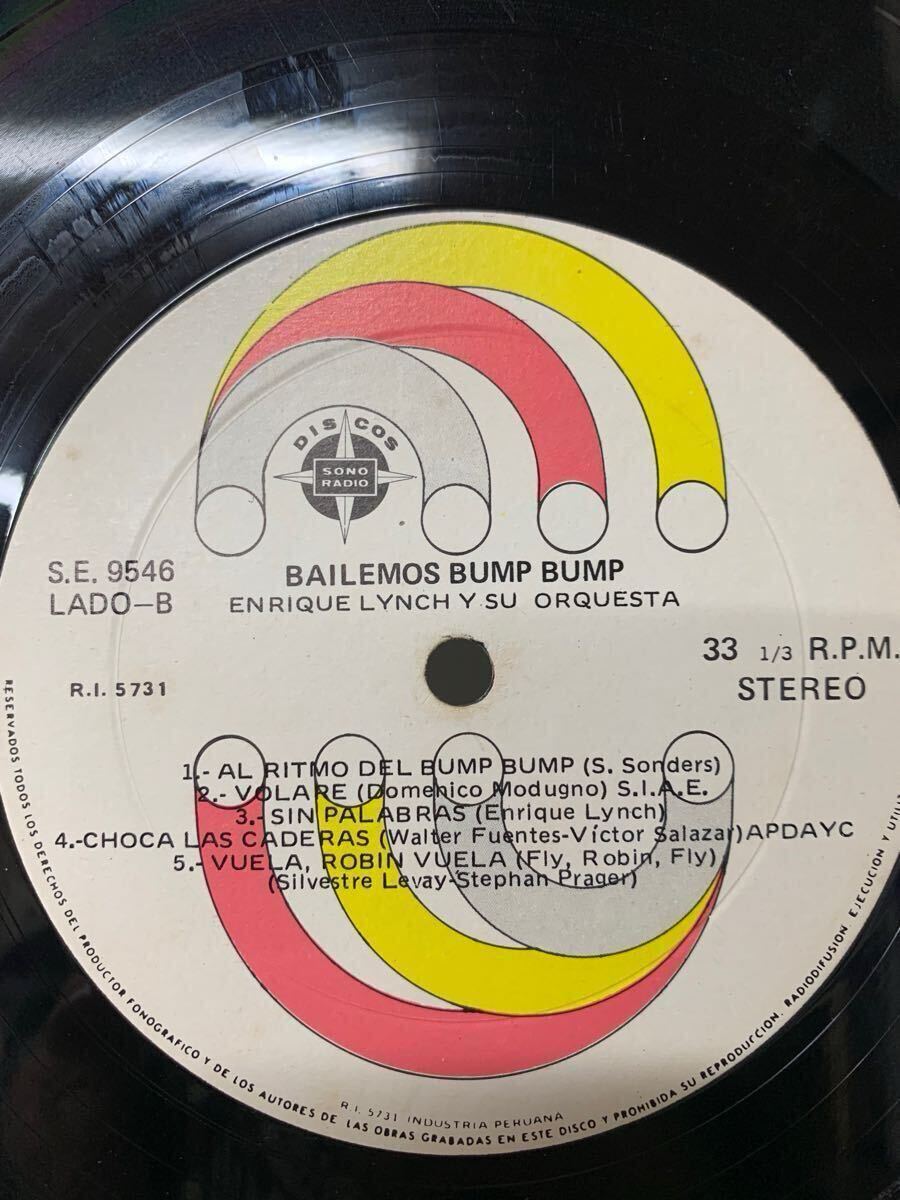 DISCOS
SONO
RADIO
S.E. 9546
LADO-B
BAILEMOS BUMP BUMP
ENRIQUE LYNCH Y SU ORQUESTA
33 1/3 R.P.M.
STEREO
R.I. 5731
1.- AL RITMO DEL BUMP BUMP (S. Sonders)
2.- VOLARE (Domenico Modugno) S.I.A.E.
3.- SIN PALABRAS (Enrique Lynch)
4.-CHOCA LAS CADERAS (Walter Fuentes-Víctor Salazar)APDAYC
5.- VUELA, ROBIN VUELA (Fly, Robin, Fly)
(Silvestre Levay-Stephan Prager)
R.I. 5731 INDUSTRIA PERUANA
RESERVADOS TODOS LOS DERECHOS DEL PRODUCTOR FONOGRAFICO Y DE LOS AUTORES DE LAS OBRAS GRABADAS EN ESTE DISCO Y PROHIBIDA SU REPRODUCCION. RADIODIFUSION. EJECUCION Y